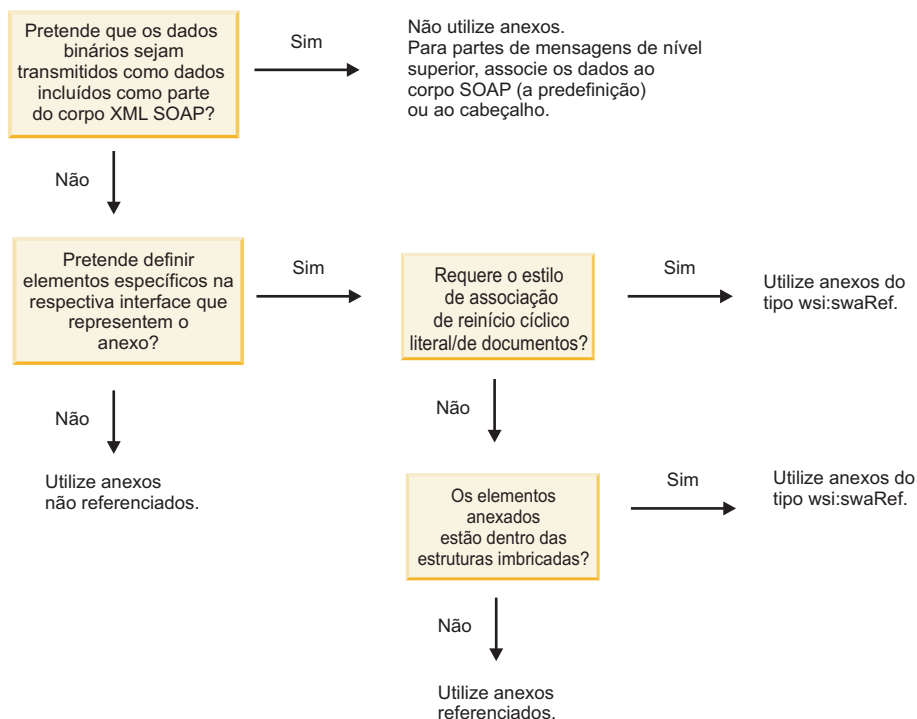 Pretende que os dados
binários sejam
transmitidos como dados
incluídos como parte
do corpo XML SOAP?
Sim
Não utilize anexos.
Para partes de mensagens de nível
superior, associe os dados ao
corpo SOAP (a predefinição)
ou ao cabeçalho.
Não
Pretende definir
elementos específicos na
respectiva interface que
representem o
anexo?
Sim
Requere o estilo
de associação
de reinício cíclico
literal/de documentos?
Sim
Utilize anexos do
tipo wsi:swaRef.
Não
Utilize anexos
não referenciados.
Não
Os elementos
anexados
estão dentro das
estruturas imbricadas?
Sim
Utilize anexos do
tipo wsi:swaRef.
Não
Utilize anexos
referenciados.